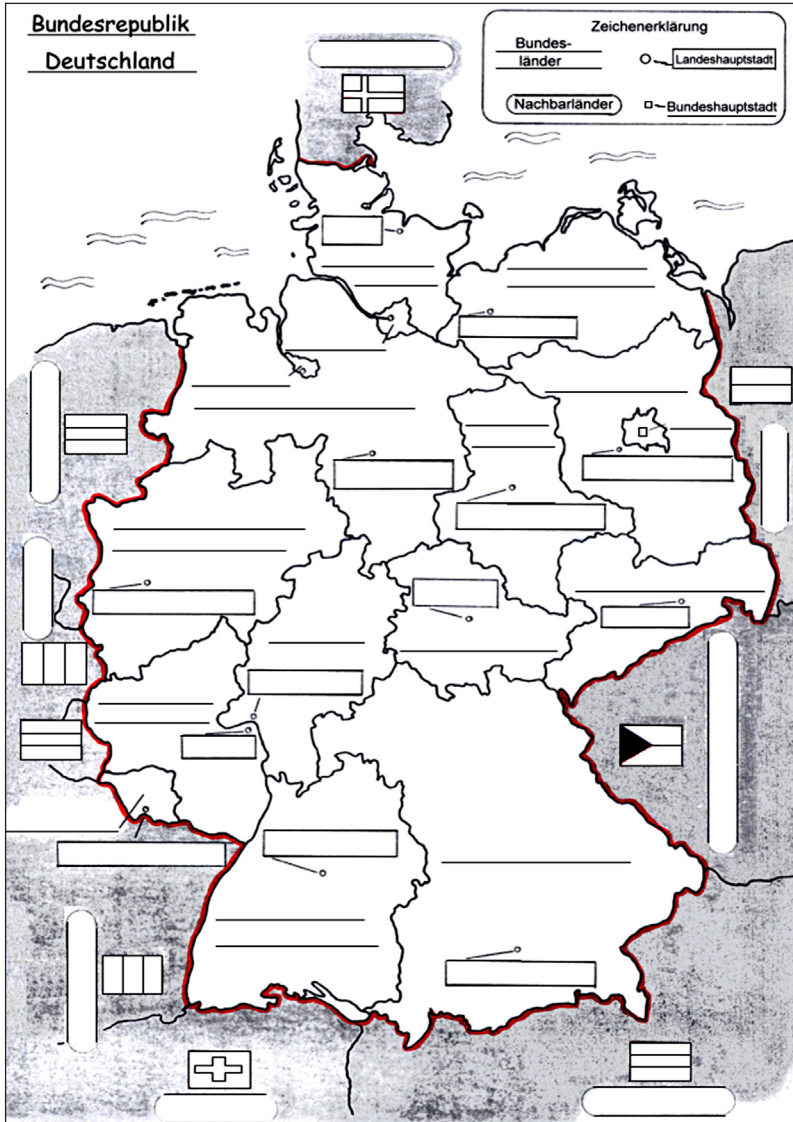 Bundesrepublik
Deutschland
Zeichenerklärung
Bundes-
länder
Landeshauptstadt
Nachbarländer
Bundeshauptstadt